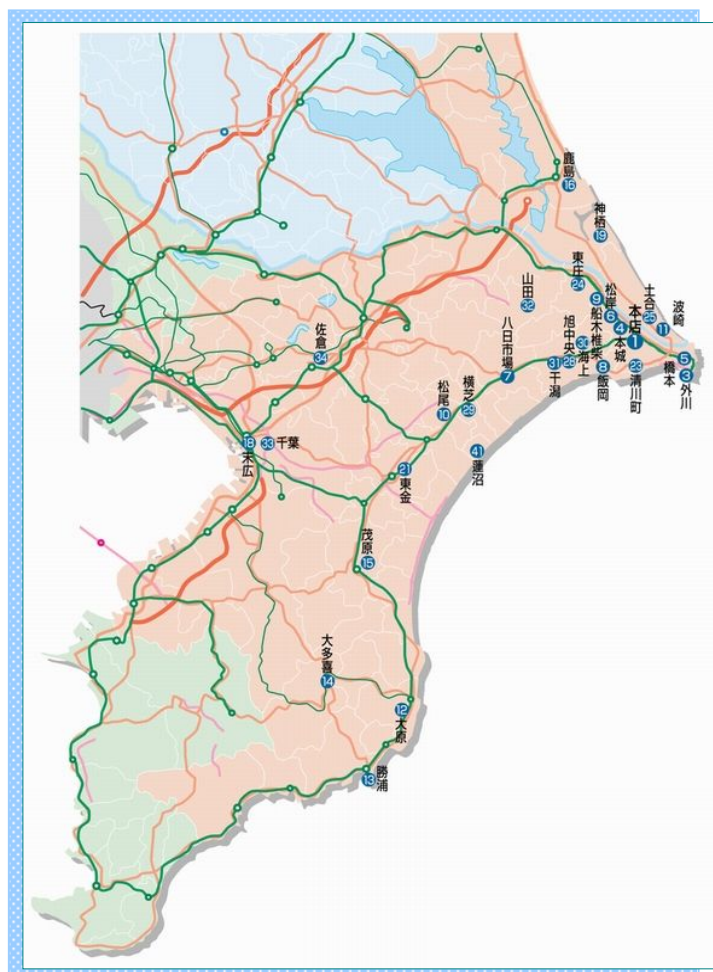 鹿島
16
神栖
19
東庄
24
山田
32
松岸
6
船木椎柴
9
土合
25
波崎
11
本店
1
本城
4
佐倉
34
八日市場
7
旭中央
28
海上
30
干潟
31
飯岡
8
清川町
23
橋本
5
外川
3
横芝
29
松尾
10
蓮沼
41
千葉
33
末広
18
東金
21
茂原
15
大多喜
14
大原
12
勝浦
13